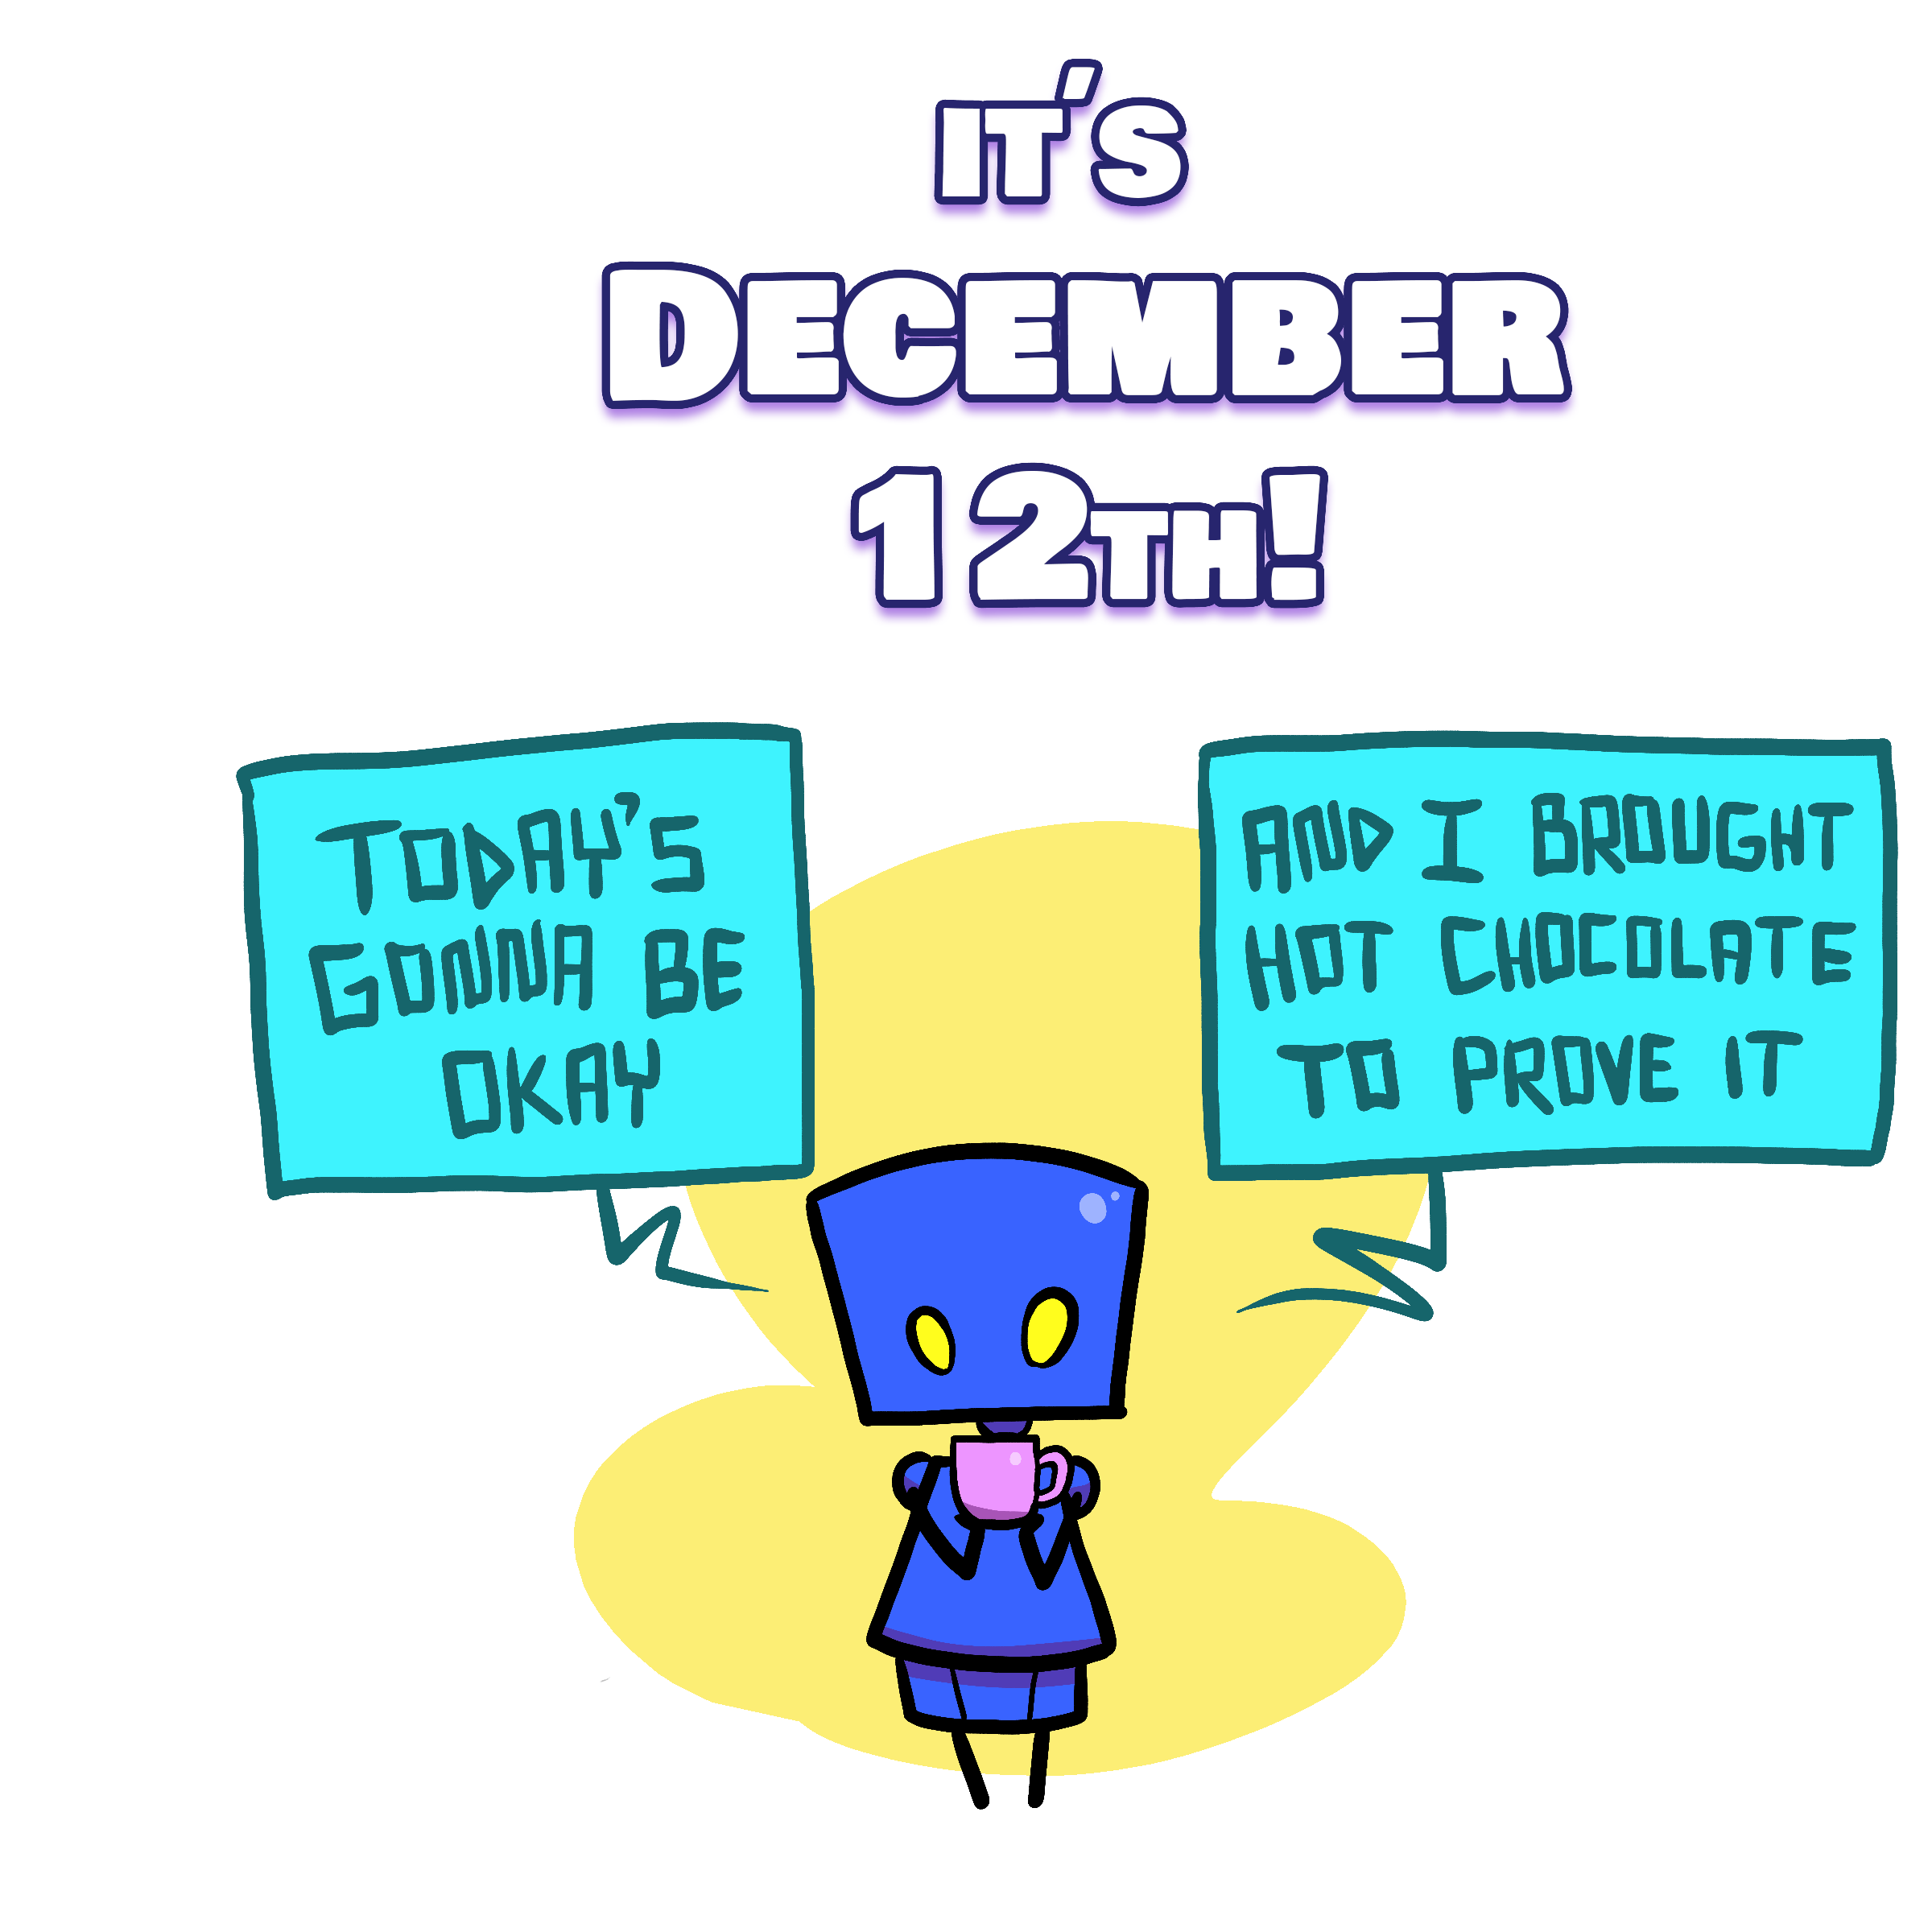 IT'S
DECEMBER
12TH!
TODAY'S
GONNA BE
OKAY
AND I BROUGHT
HOT CHOCOLATE
TO PROVE IT